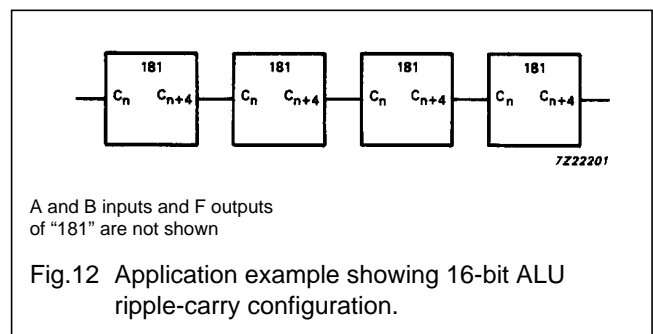 181 181 181 181
Cn Cn+4 Cn Cn+4 Cn Cn+4 Cn Cn+4
7Z22201
A and B inputs and F outputs
of “181” are not shown
Fig.12 Application example showing 16-bit ALU
ripple-carry configuration.